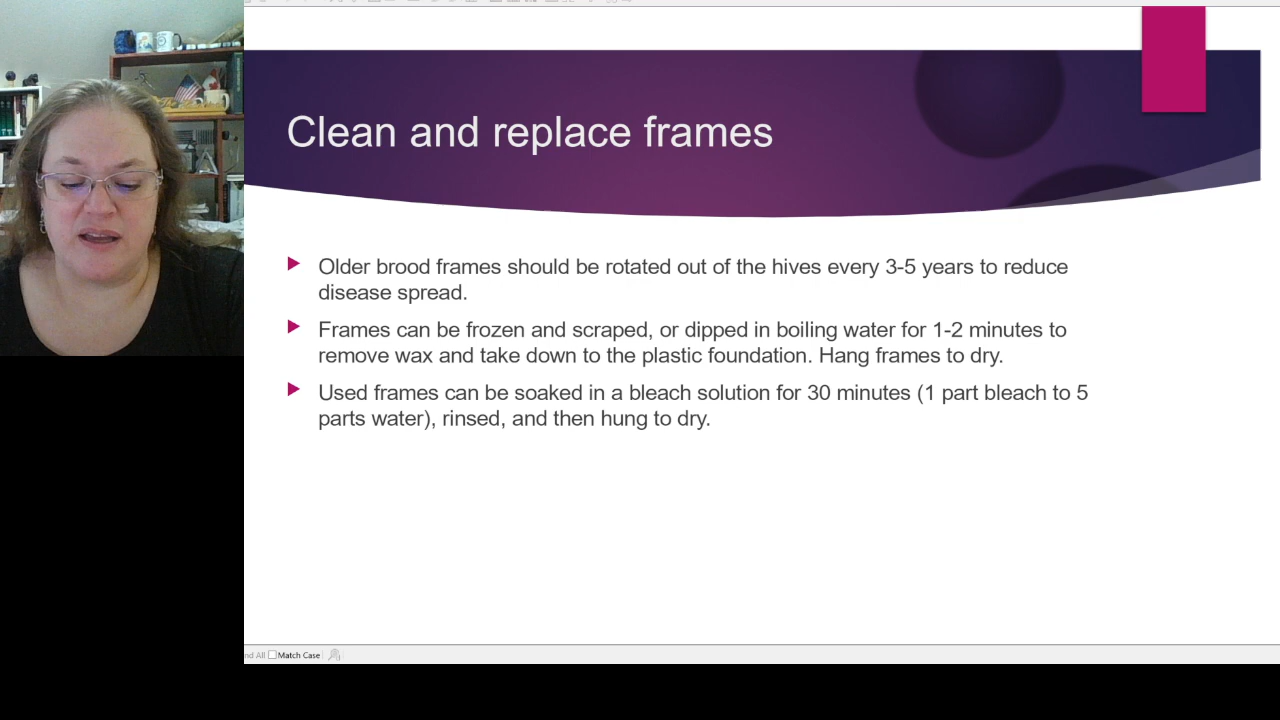 Clean and replace frames
Older brood frames should be rotated out of the hives every 3-5 years to reduce
disease spread.
Frames can be frozen and scraped, or dipped in boiling water for 1-2 minutes to
remove wax and take down to the plastic foundation. Hang frames to dry.
Used frames can be soaked in a bleach solution for 30 minutes (1 part bleach to 5
parts water), rinsed, and then hung to dry.
All Match Case